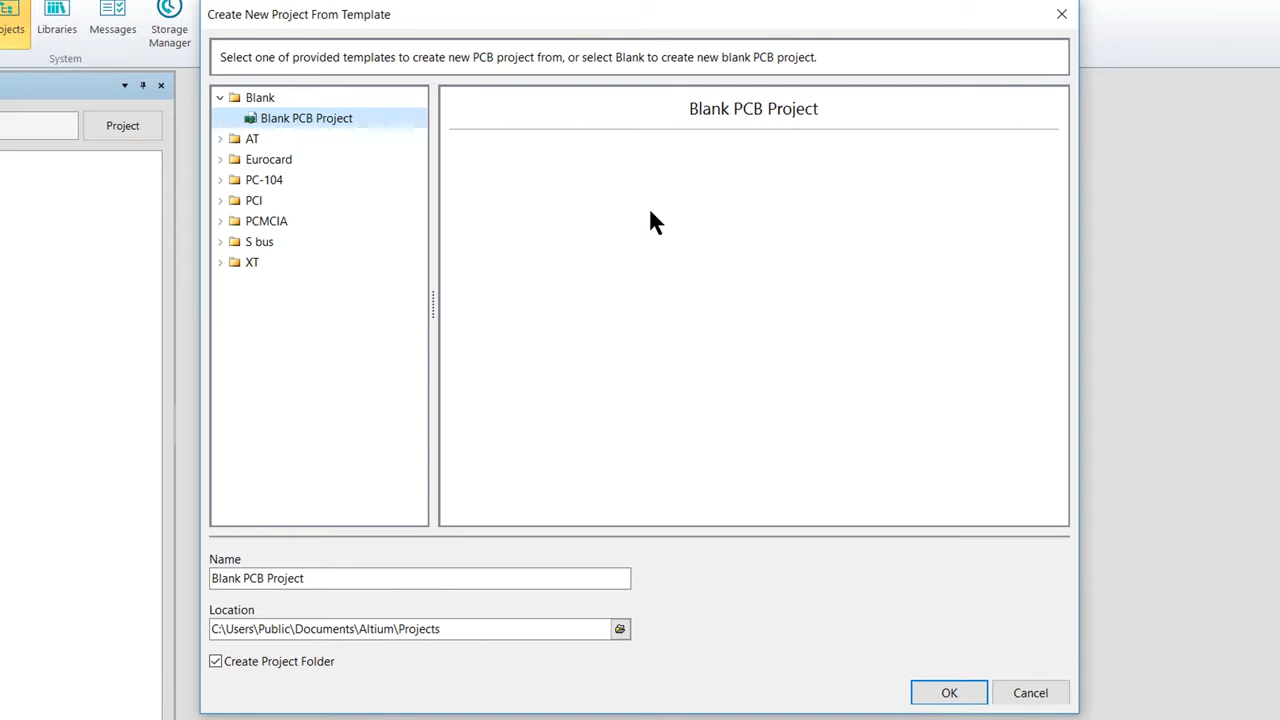 Create New Project From Template
ojects
Libraries
Messages
Storage
Manager
System
Select one of provided templates to create new PCB project from, or select Blank to create new blank PCB project.
Project
Blank
Blank PCB Project
AT
Eurocard
PC-104
PCI
PCMCIA
S bus
XT
Blank PCB Project
Name
Blank PCB Project
Location
C:\Users\Public\Documents\Altium\Projects
Create Project Folder
OK
Cancel